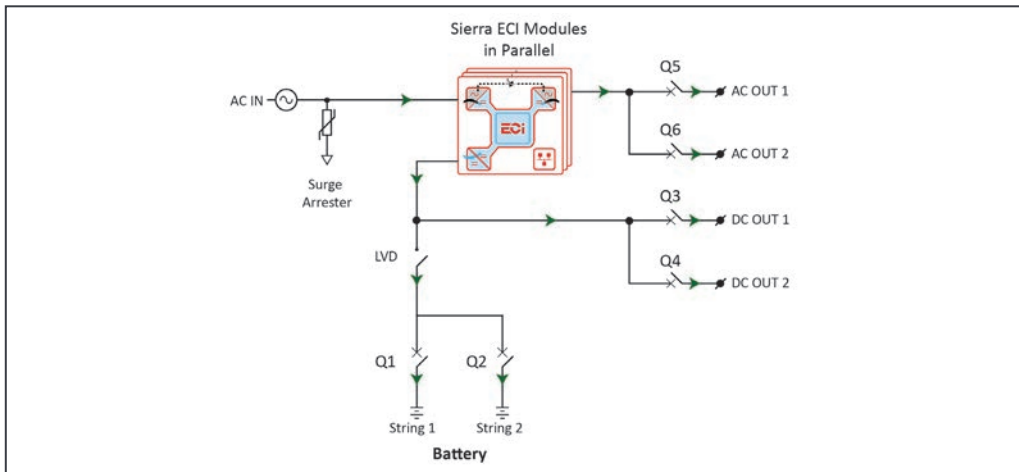 Sierra ECI Modules
in Parallel
AC IN
Surge
Arrester
ECi
Q5
AC OUT 1
Q6
AC OUT 2
Q3
DC OUT 1
Q4
DC OUT 2
LVD
Q1
Q2
String 1
String 2
Battery